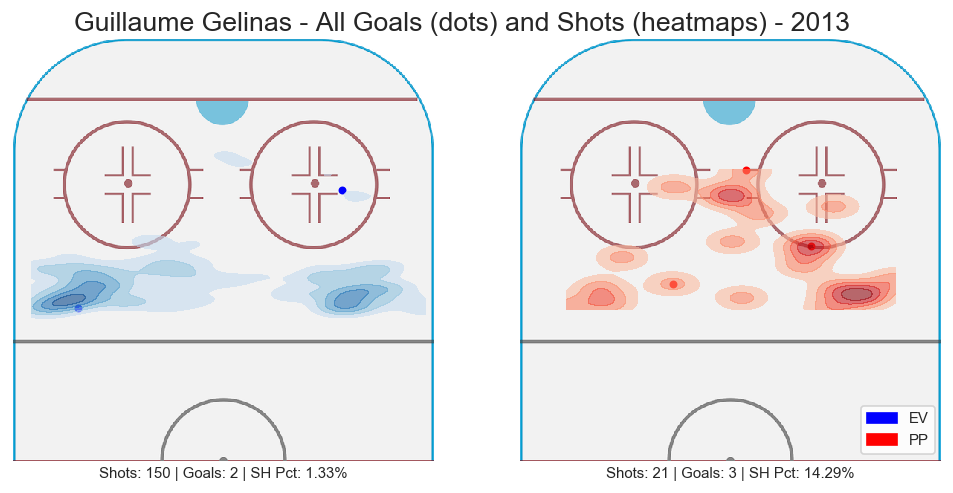 Guillaume Gelinas - All Goals (dots) and Shots (heatmaps) - 2013
EV
PP
Shots: 150 | Goals: 2 | SH Pct: 1.33%
Shots: 21 | Goals: 3 | SH Pct: 14.29%